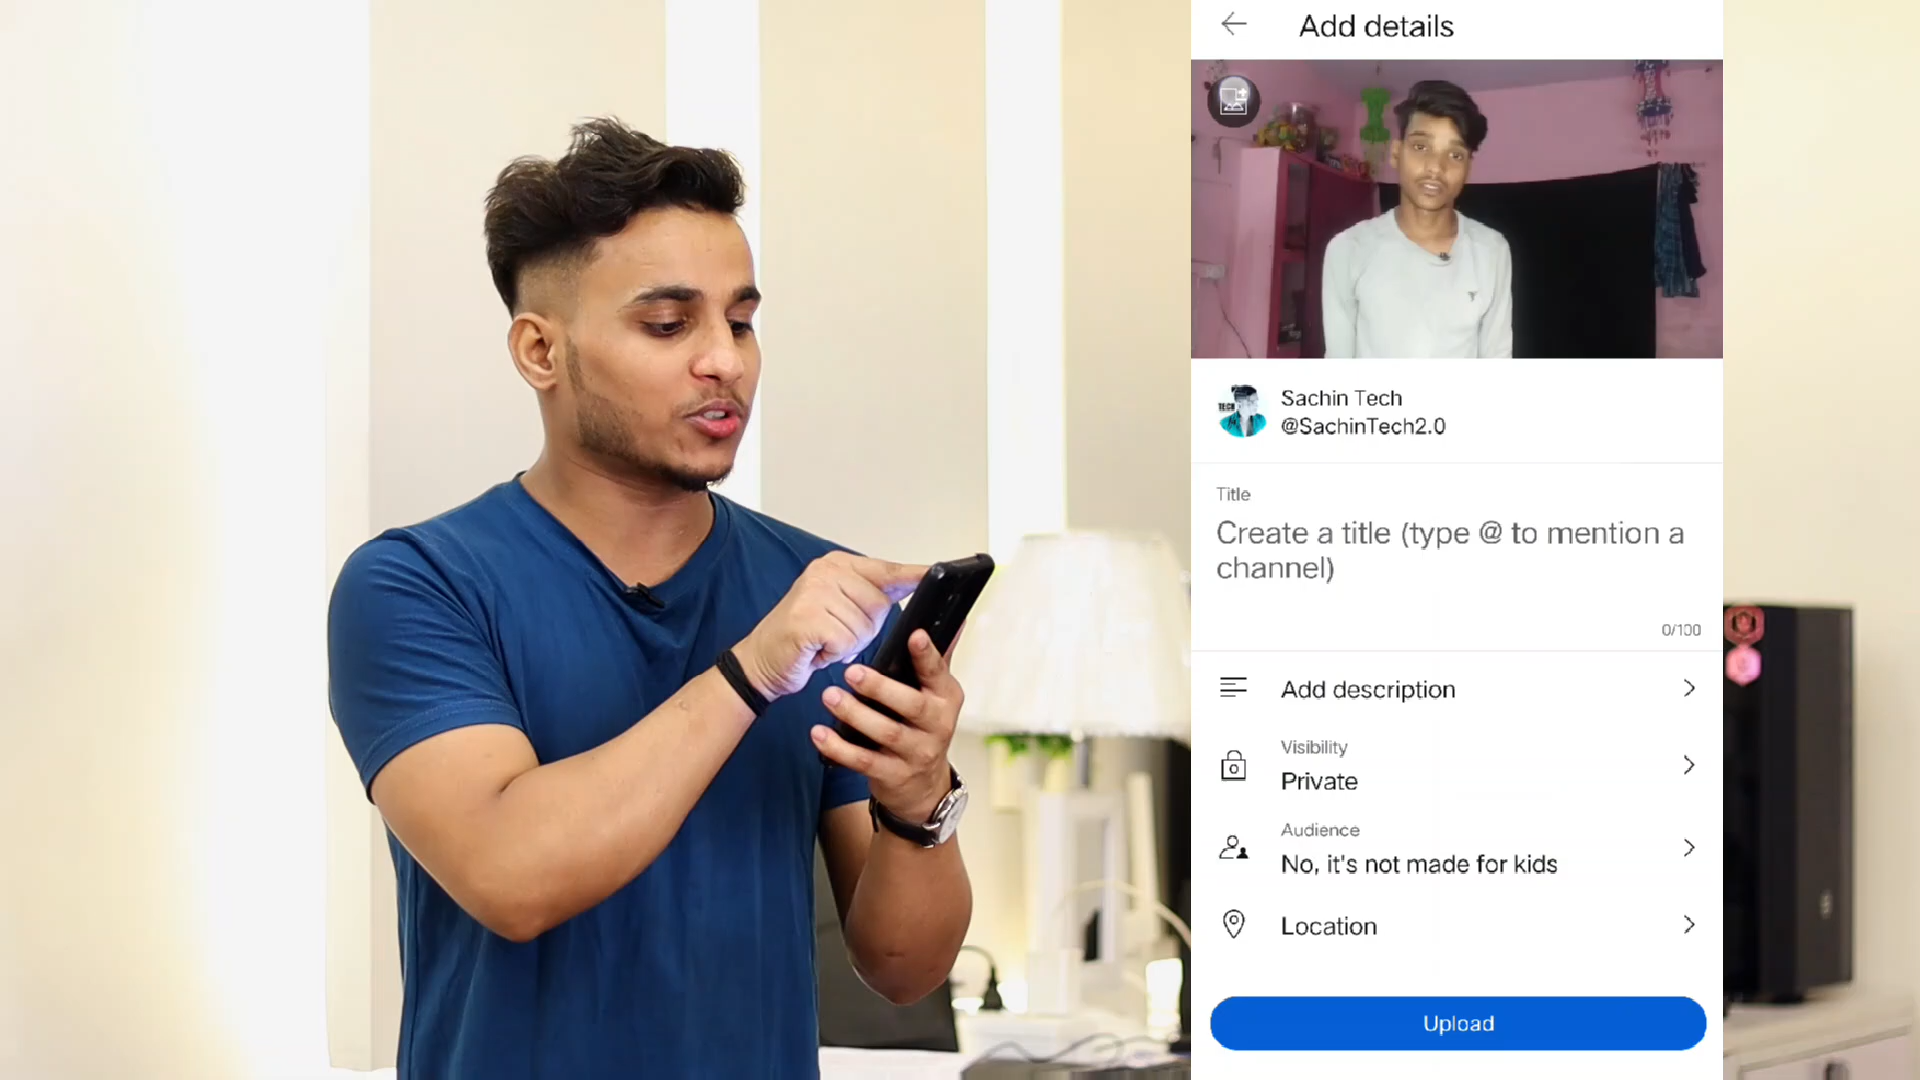 Add details
Sachin Tech
@SachinTech2.0
Title
Create a title (type @ to mention a
channel)
0/100
Add description
Visibility
Private
Audience
No, it's not made for kids
Location
Upload